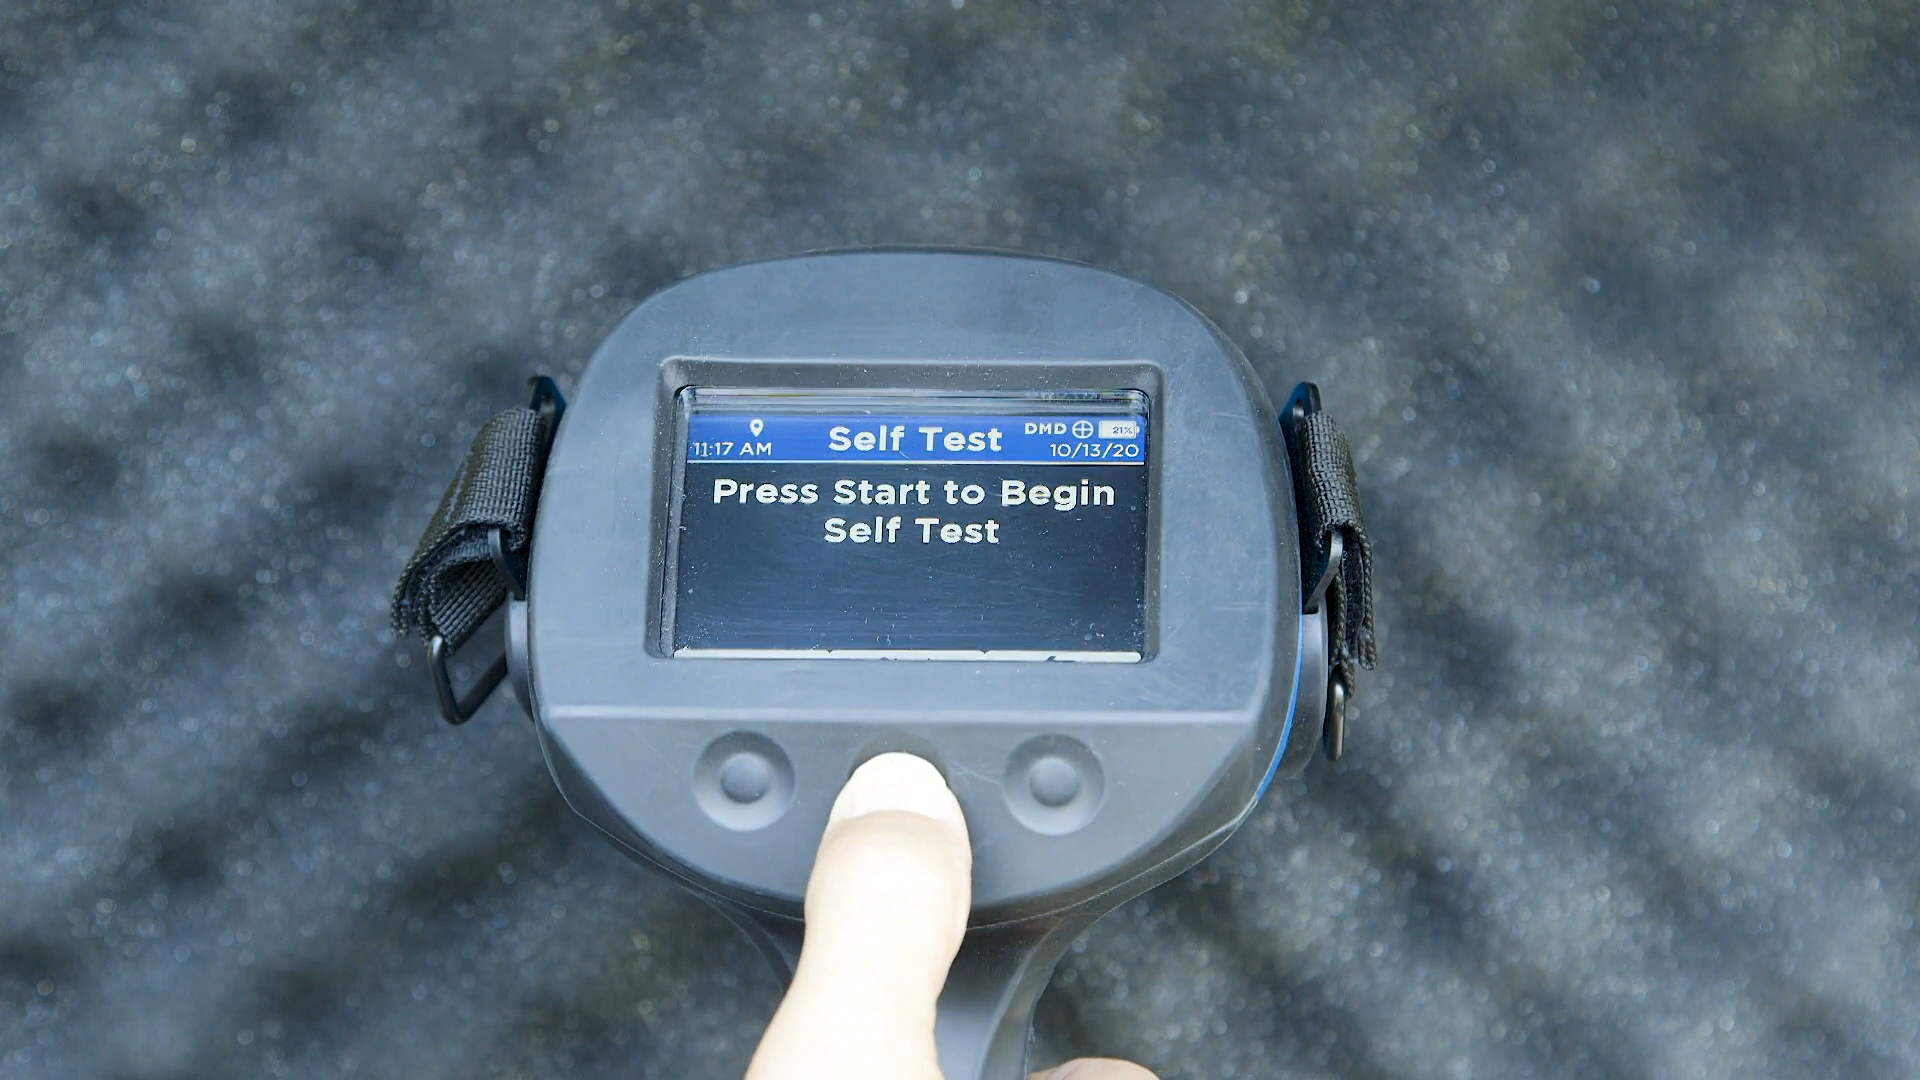 Self Test
DMD 21%
11:17 AM
10/13/20
Press Start to Begin
Self Test